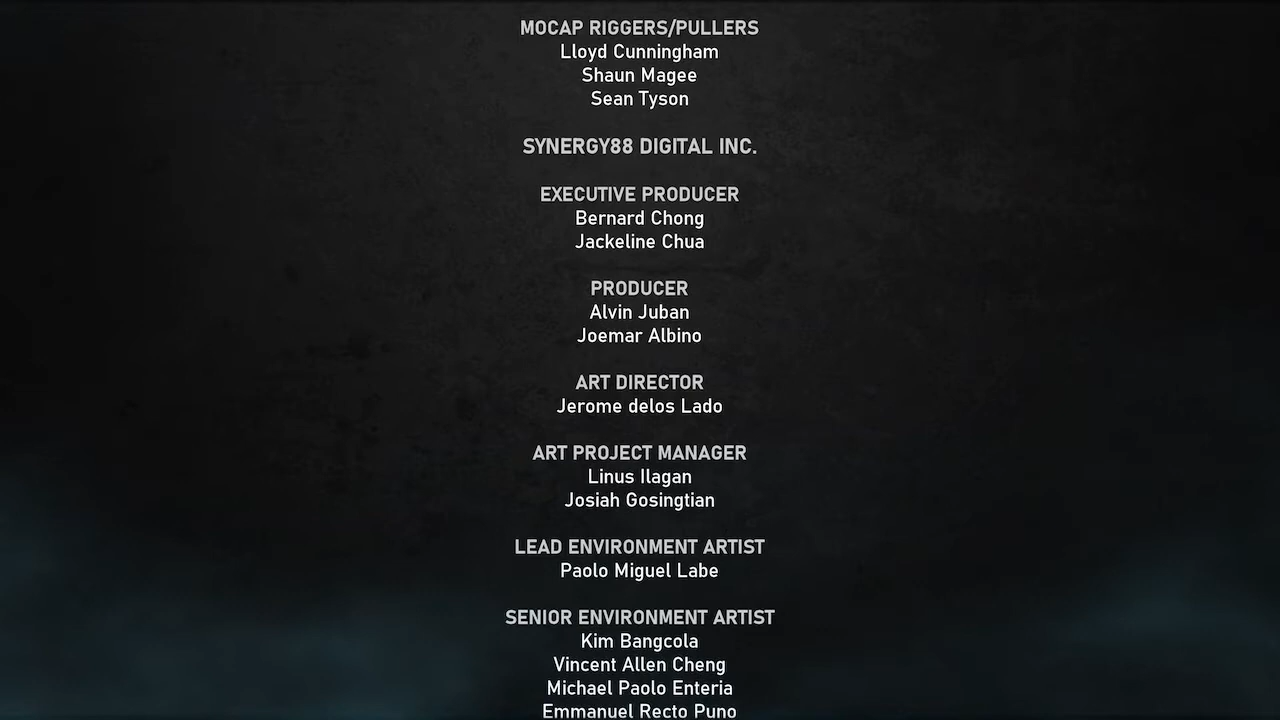 MOCAP RIGGERS/PULLERS
Lloyd Cunningham
Shaun Magee
Sean Tyson
SYNERGY88 DIGITAL INC.
EXECUTIVE PRODUCER
Bernard Chong
Jackeline Chua
PRODUCER
Alvin Juban
Joemar Albino
ART DIRECTOR
Jerome delos Lado
ART PROJECT MANAGER
Linus Ilagan
Josiah Gosingtian
LEAD ENVIRONMENT ARTIST
Paolo Miguel Labe
SENIOR ENVIRONMENT ARTIST
Kim Bangcola
Vincent Allen Cheng
Michael Paolo Enteria
Emmanuel Recto Puno